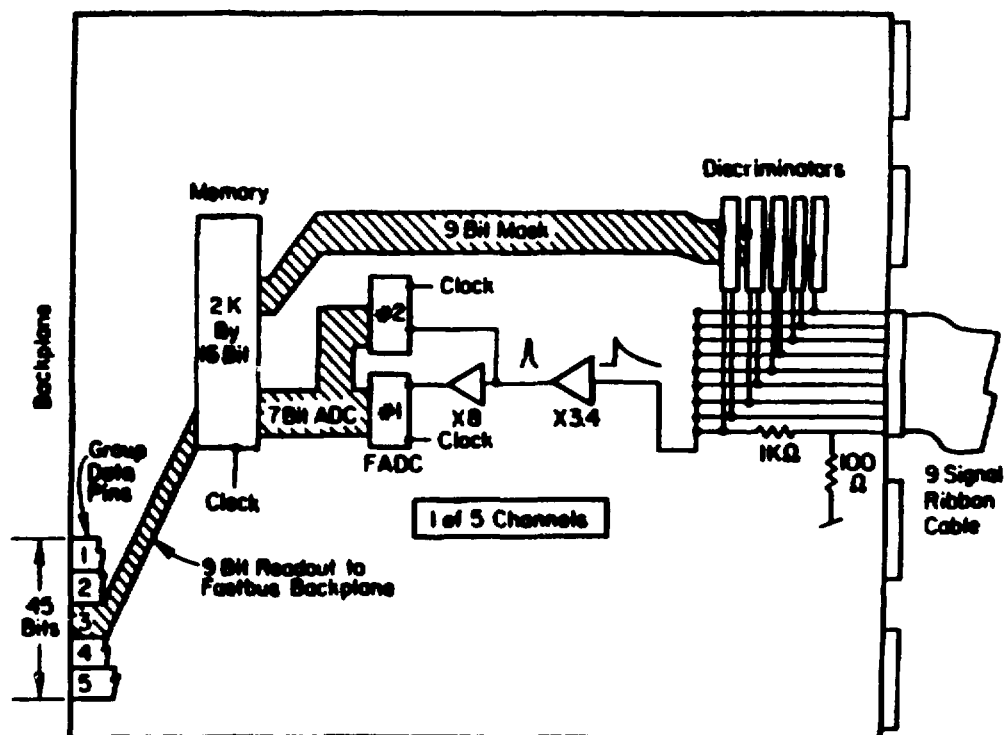 Discriminators
Memory
9 Bit Mask
Clock
#2
2K
By
16 Bit
Backplane
7 Bit ADC
#1
X8
X3.4
Clock
FADC
1KΩ
100
Ω
Group
Data
Pins
Clock
1 of 5 Channels
9 Signal
Ribbon
Cable
1
2
3
4
5
45
Bits
9 Bit Readout to
Fastbus Backplane